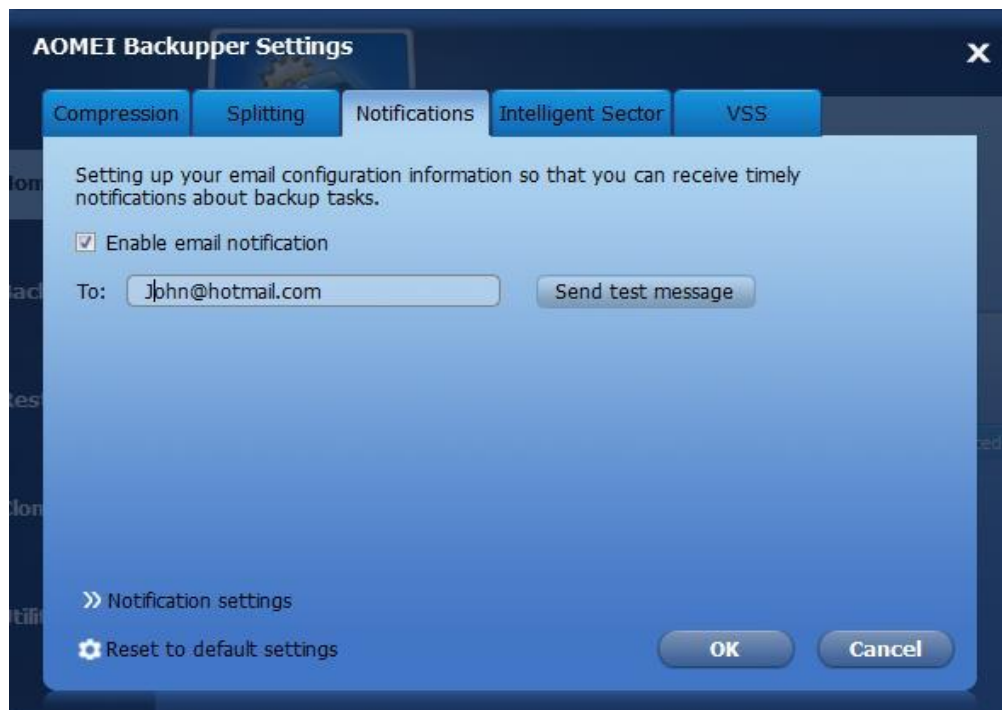 AOMEI Backupper Settings
x
Compression Splitting Notifications Intelligent Sector VSS
Setting up your email configuration information so that you can receive timely
notifications about backup tasks.
Enable email notification
To: John@hotmail.com Send test message
Notification settings
Reset to default settings OK Cancel